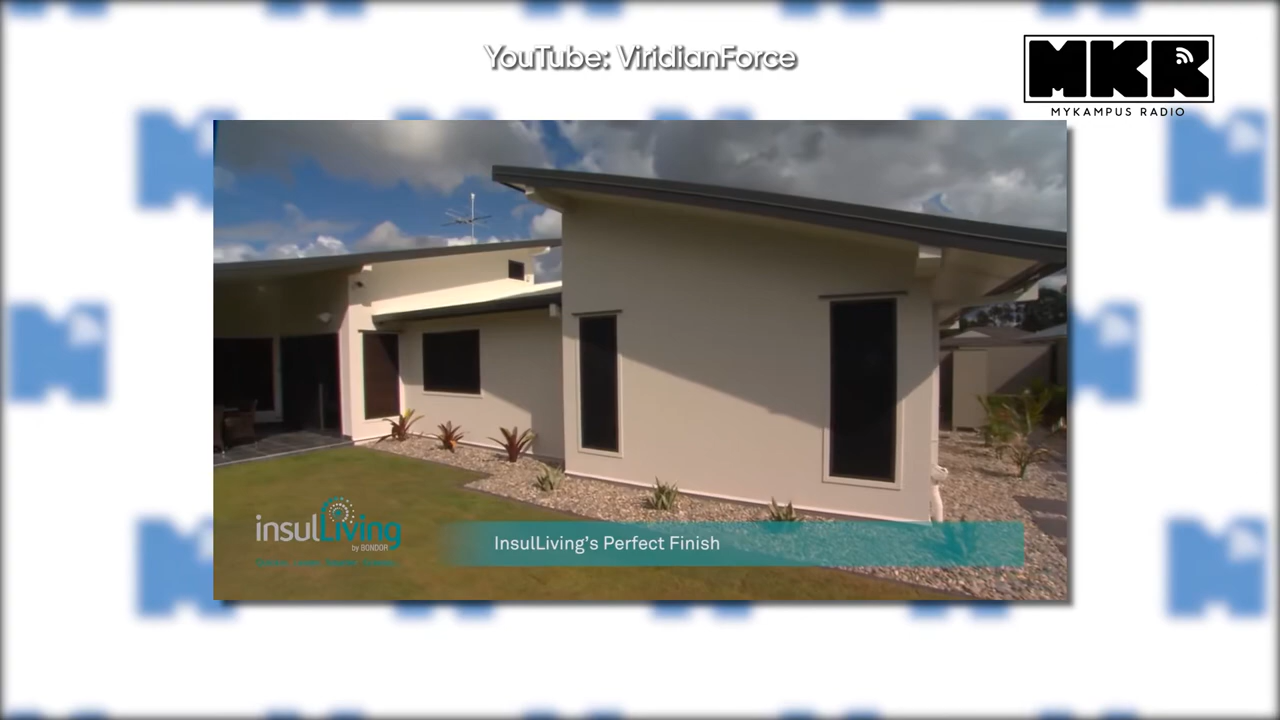 YouTube: ViridianForce
MKR
MYKAMPUS RADIO
insulLiving
by BONDOR
InsulLiving's Perfect Finish